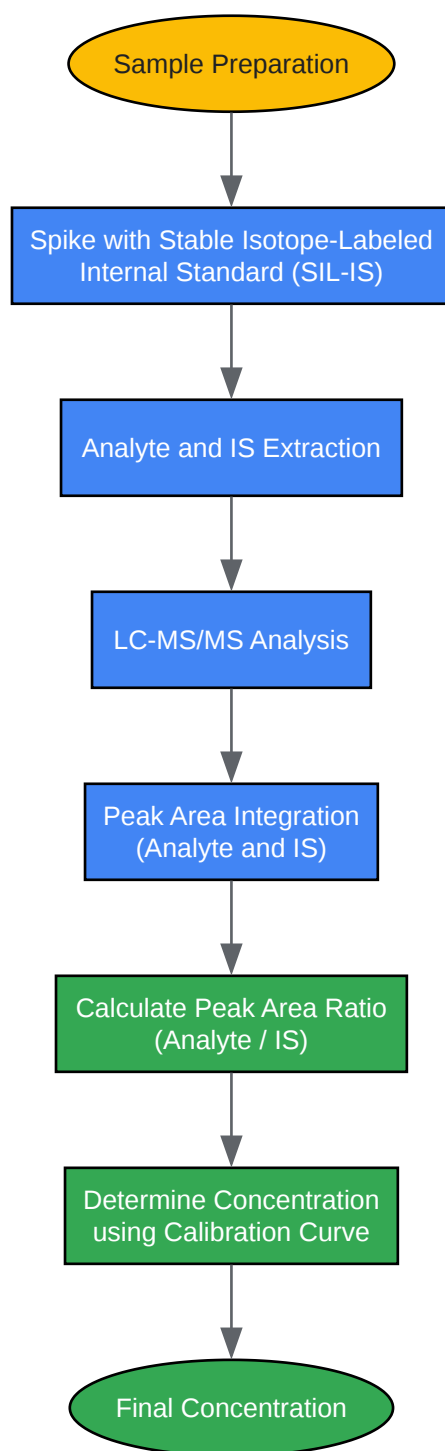 Sample Preparation
Spike with Stable Isotope-Labeled
Internal Standard (SIL-IS)
Analyte and IS Extraction
LC-MS/MS Analysis
Peak Area Integration
(Analyte and IS)
Calculate Peak Area Ratio
(Analyte / IS)
Determine Concentration
using Calibration Curve
Final Concentration